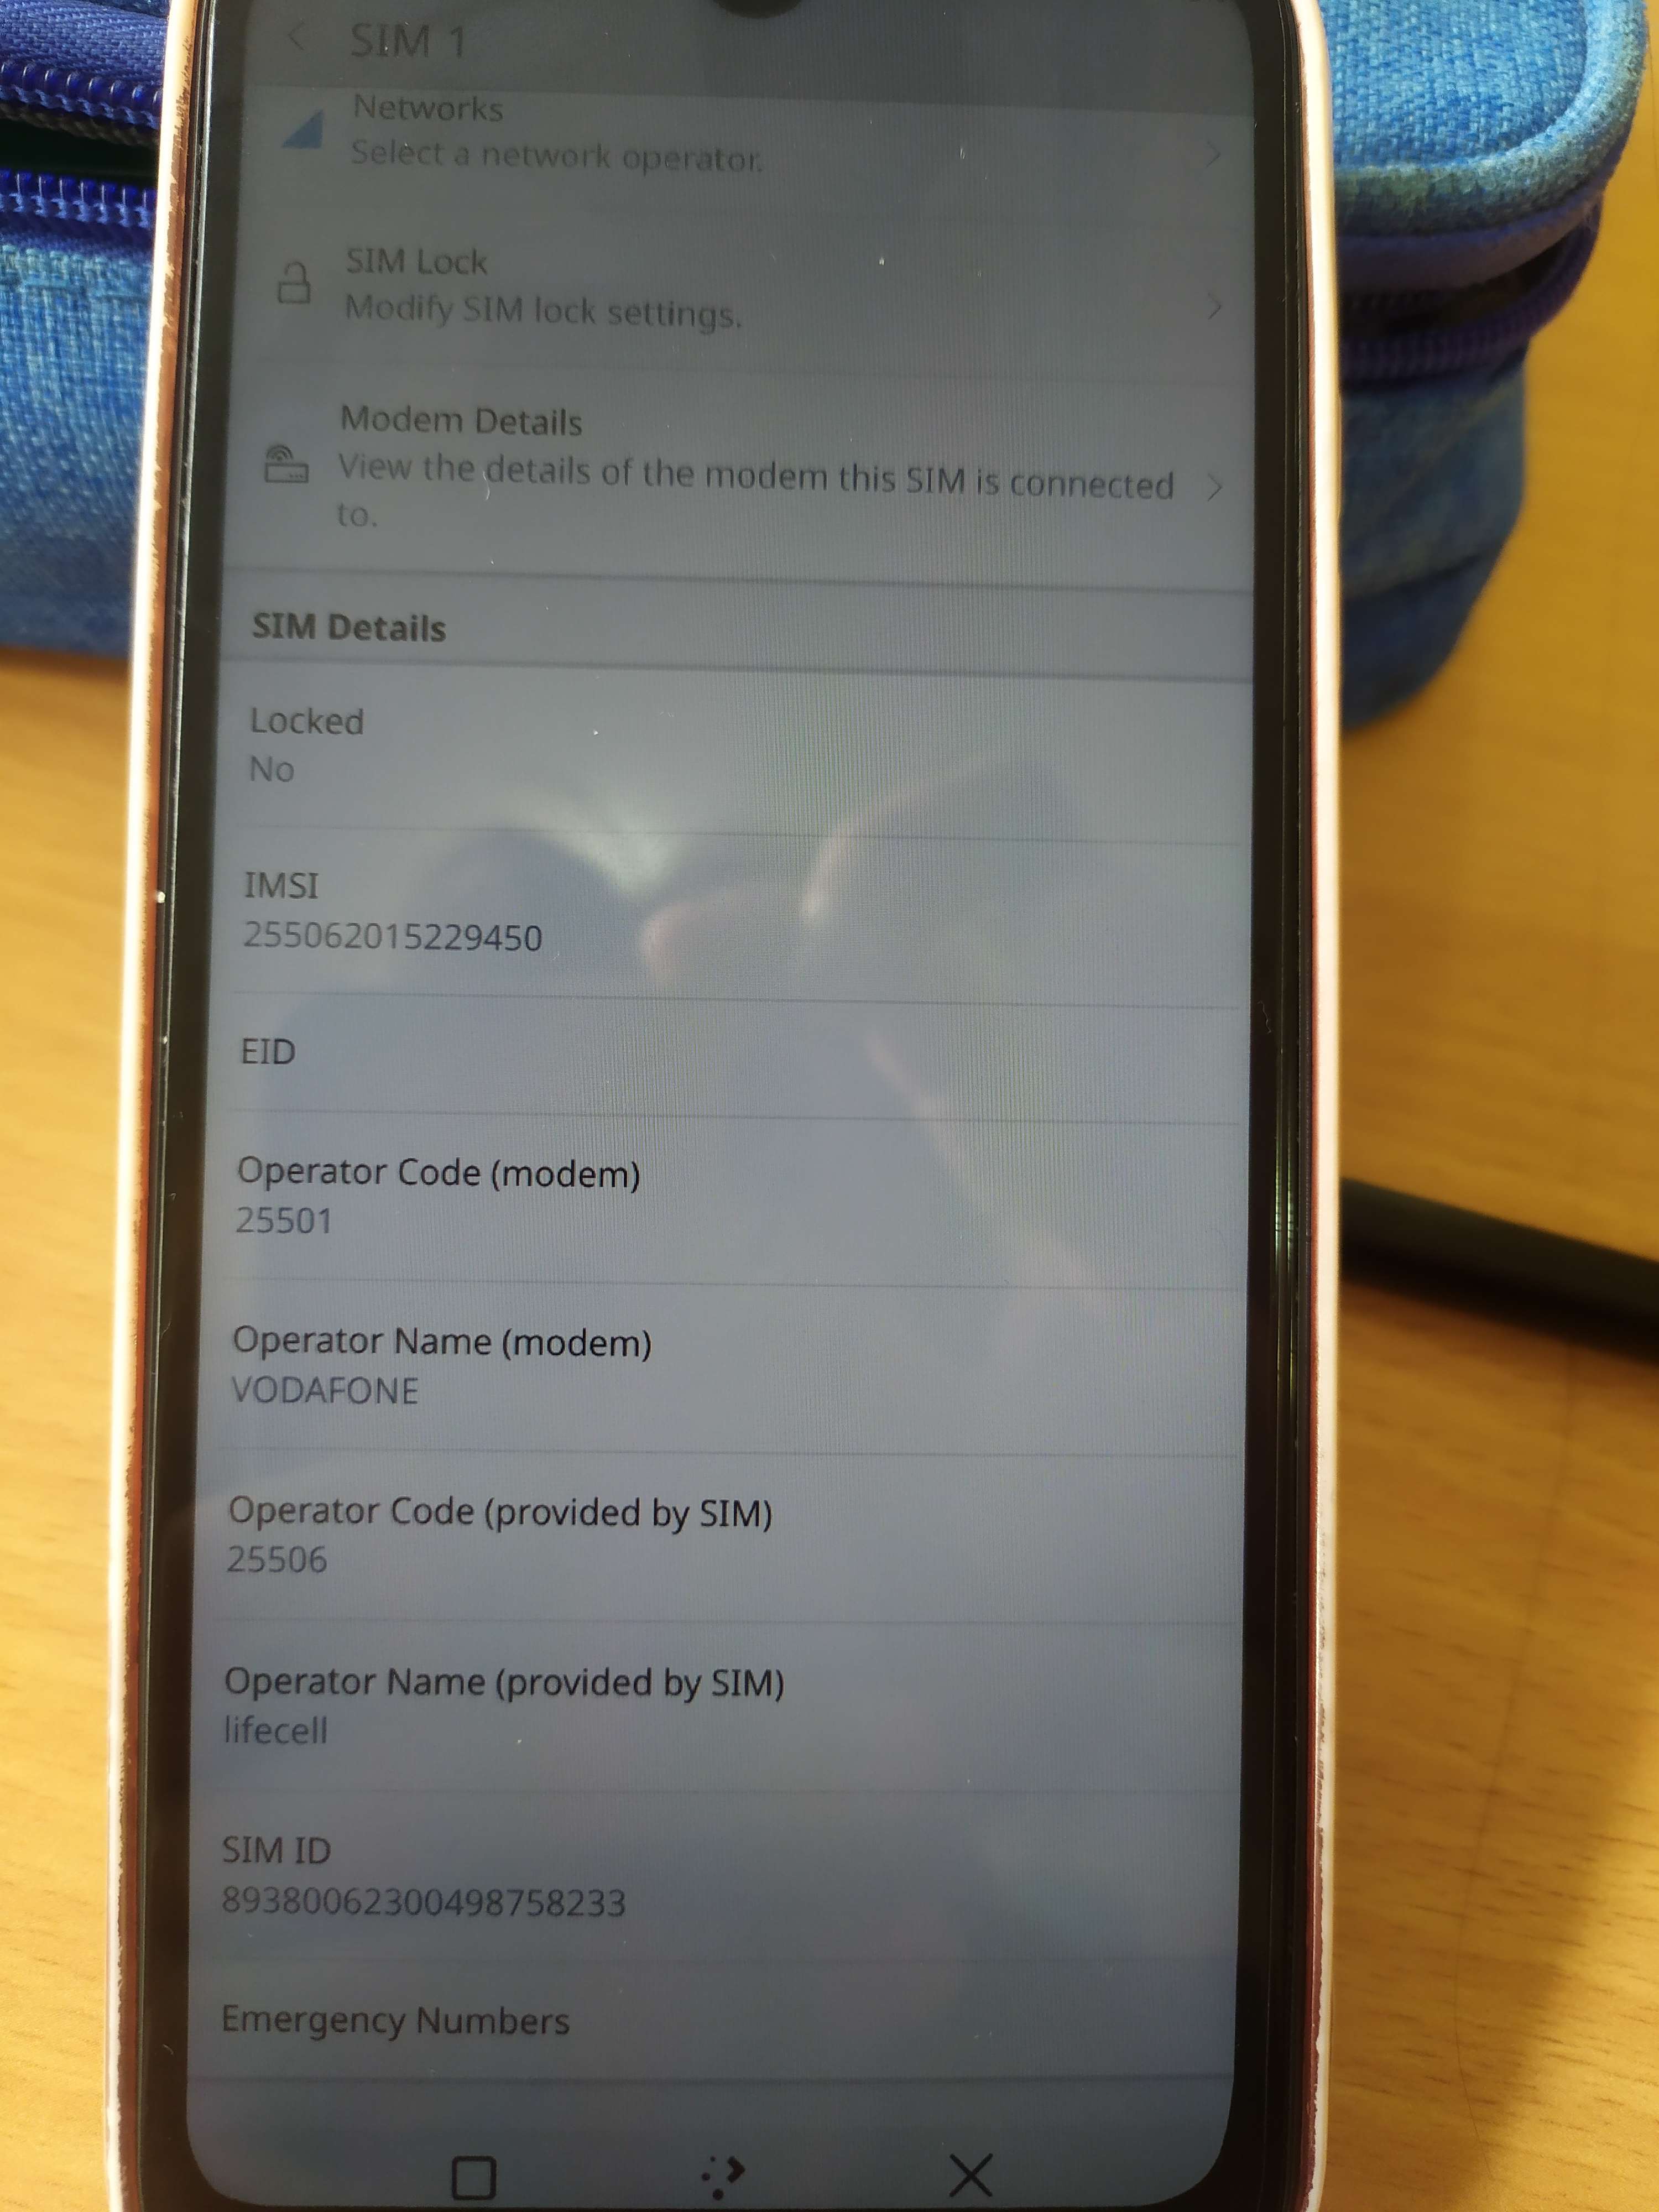 SIM 1
Networks
Select a network operator.
SIM Lock
Modify SIM lock settings.
Modem Details
View the details of the modem this SIM is connected
to.
SIM Details
Locked
No
IMSI
255062015229450
EID
Operator Code (modem)
25501
Operator Name (modem)
VODAFONE
Operator Code (provided by SIM)
25506
Operator Name (provided by SIM)
lifecell
SIM ID
89380062300498758233
Emergency Numbers